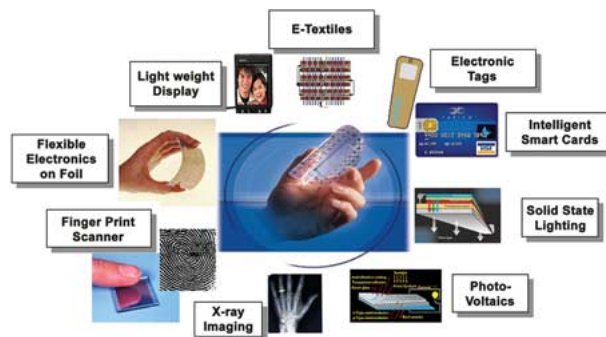 E-Textiles
Light weight
Display
Electronic
Tags
Flexible
Electronics
on Foil
Intelligent
Smart Cards
VISA
Finger Print
Scanner
Solid State
Lighting
X-ray
Imaging
Photo-
Voltaics